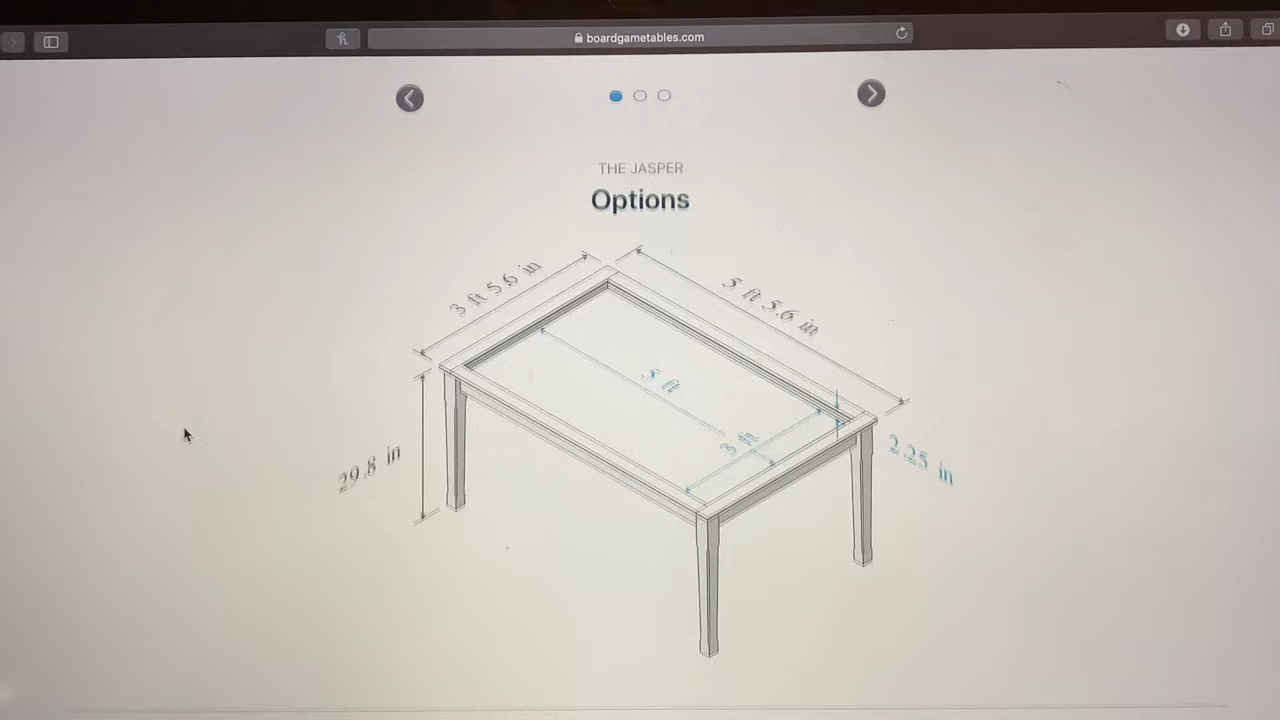 boardgametables.com
THE JASPER
Options
3 ft 5.6 in
5 ft 5.6 in
5 ft
3 ft
29.8 in
2.25 in